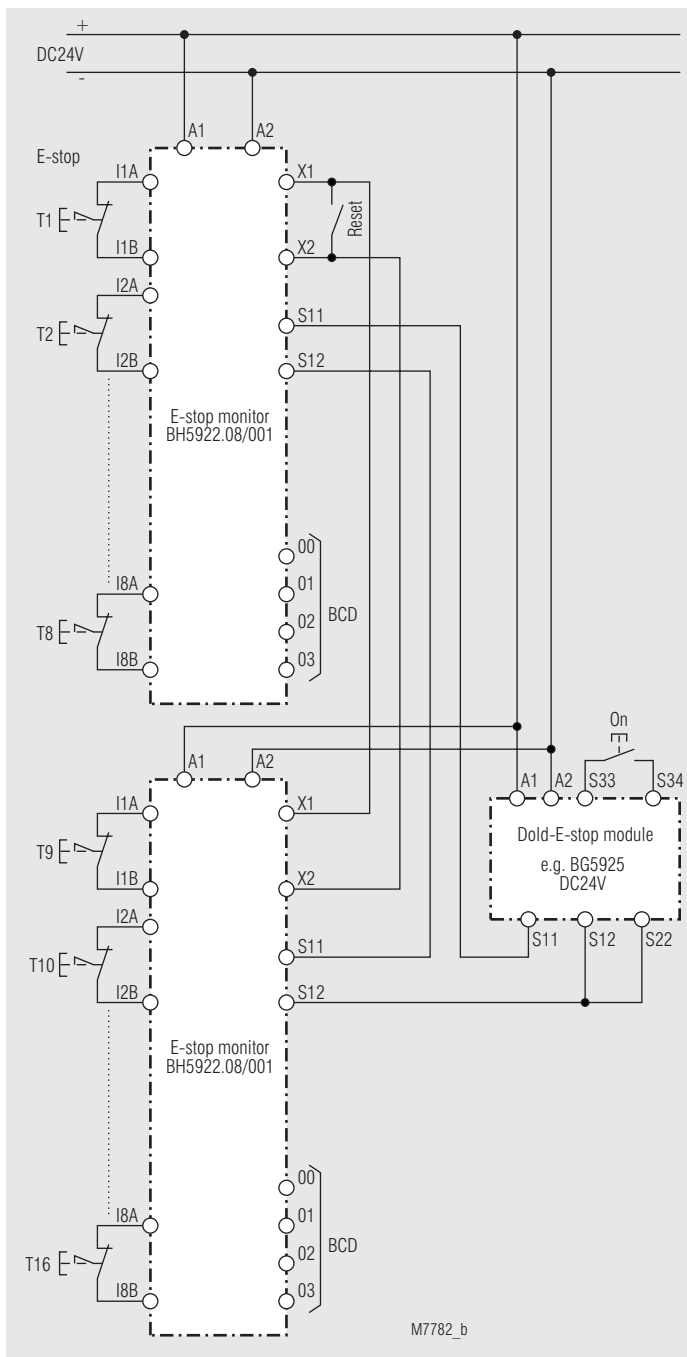 +
DC24V
-
A1
A2
E-stop
I1A
X1
T1
Reset
I1B
X2
I2A
T2
S11
I2B
S12
E-stop monitor
BH5922.08/001
00
I8A
01
BCD
T8
02
I8B
03
On
A1
A2
A1
A2
S33
S34
I1A
X1
Dold-E-stop module
e.g. BG5925
DC24V
T9
I1B
X2
I2A
S11
S12
S22
T10
S11
I2B
S12
E-stop monitor
BH5922.08/001
00
I8A
01
BCD
T16
02
I8B
03
M7782_b